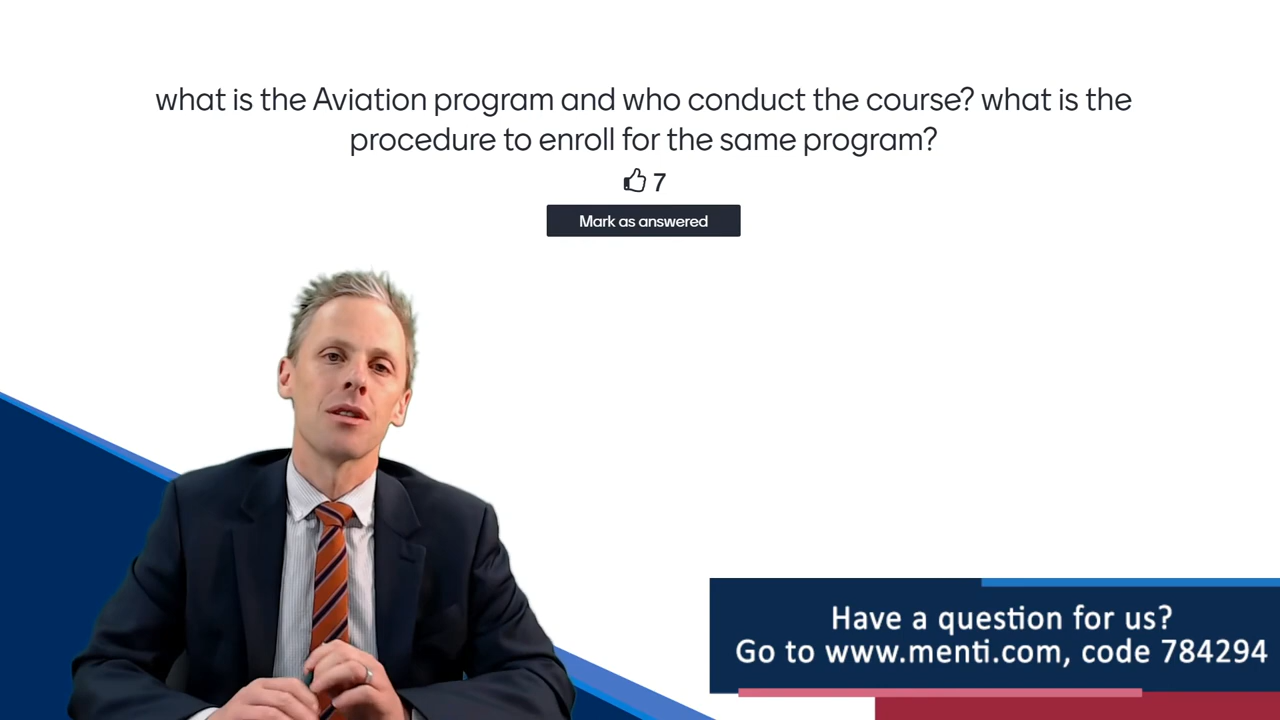 what is the Aviation program and who conduct the course? what is the
procedure to enroll for the same program?
7
Mark as answered
Have a question for us?
Go to www.menti.com, code 784294